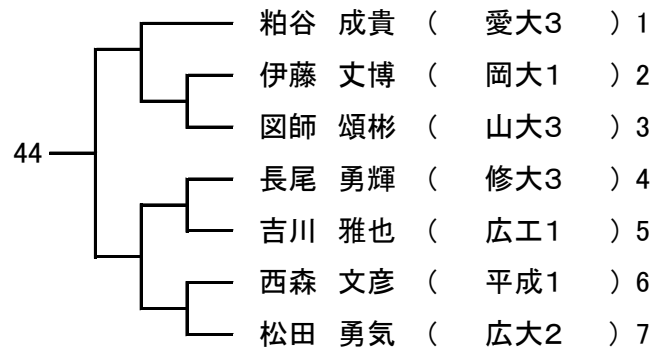 粕谷 成貴 ( 愛大3 ) 1
伊藤 丈博 ( 岡大1 ) 2
図師 頌彬 ( 山大3 ) 3
44
長尾 勇輝 ( 修大3 ) 4
吉川 雅也 ( 広工1 ) 5
西森 文彦 ( 平成1 ) 6
松田 勇気 ( 広大2 ) 7